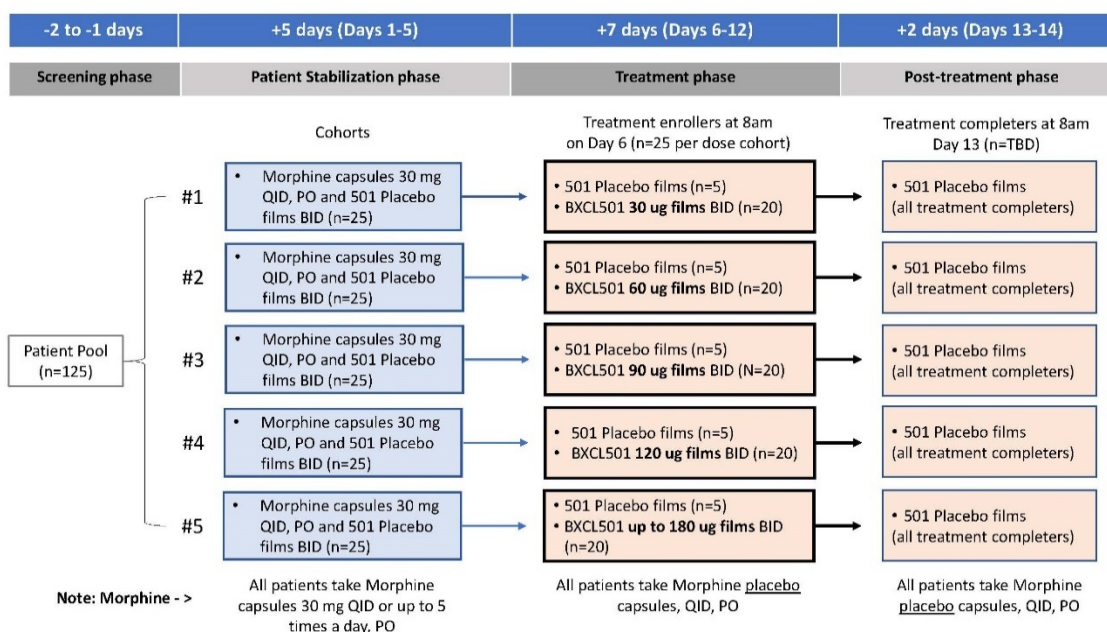 -2 to -1 days
+5 days (Days 1-5)
+7 days (Days 6-12)
+2 days (Days 13-14)
Screening phase
Patient Stabilization phase
Treatment phase
Post-treatment phase
Cohorts
Treatment enrollers at 8am
on Day 6 (n=25 per dose cohort)
Treatment completers at 8am
Day 13 (n=TBD)
Patient Pool
(n=125)
#1
• Morphine capsules 30 mg
QID, PO and 501 Placebo
films BID (n=25)
• 501 Placebo films (n=5)
• BXCL501 30 ug films BID (n=20)
• 501 Placebo films
(all treatment completers)
#2
• Morphine capsules 30 mg
QID, PO and 501 Placebo
films BID (n=25)
• 501 Placebo films (n=5)
• BXCL501 60 ug films BID (n=20)
• 501 Placebo films
(all treatment completers)
#3
• Morphine capsules 30 mg
QID, PO and 501 Placebo
films BID (n=25)
• 501 Placebo films (n=5)
• BXCL501 90 ug films BID (N=20)
• 501 Placebo films
(all treatment completers)
#4
• Morphine capsules 30 mg
QID, PO and 501 Placebo
films BID (n=25)
• 501 Placebo films (n=5)
• BXCL501 120 ug films BID (n=20)
• 501 Placebo films
(all treatment completers)
#5
• Morphine capsules 30 mg
QID, PO and 501 Placebo
films BID (n=25)
• 501 Placebo films (n=5)
• BXCL501 up to 180 ug films BID
(n=20)
• 501 Placebo films
(all treatment completers)
Note: Morphine - >
All patients take Morphine
capsules 30 mg QID or up to 5
times a day, PO
All patients take Morphine placebo
capsules, QID, PO
All patients take Morphine
placebo capsules, QID, PO